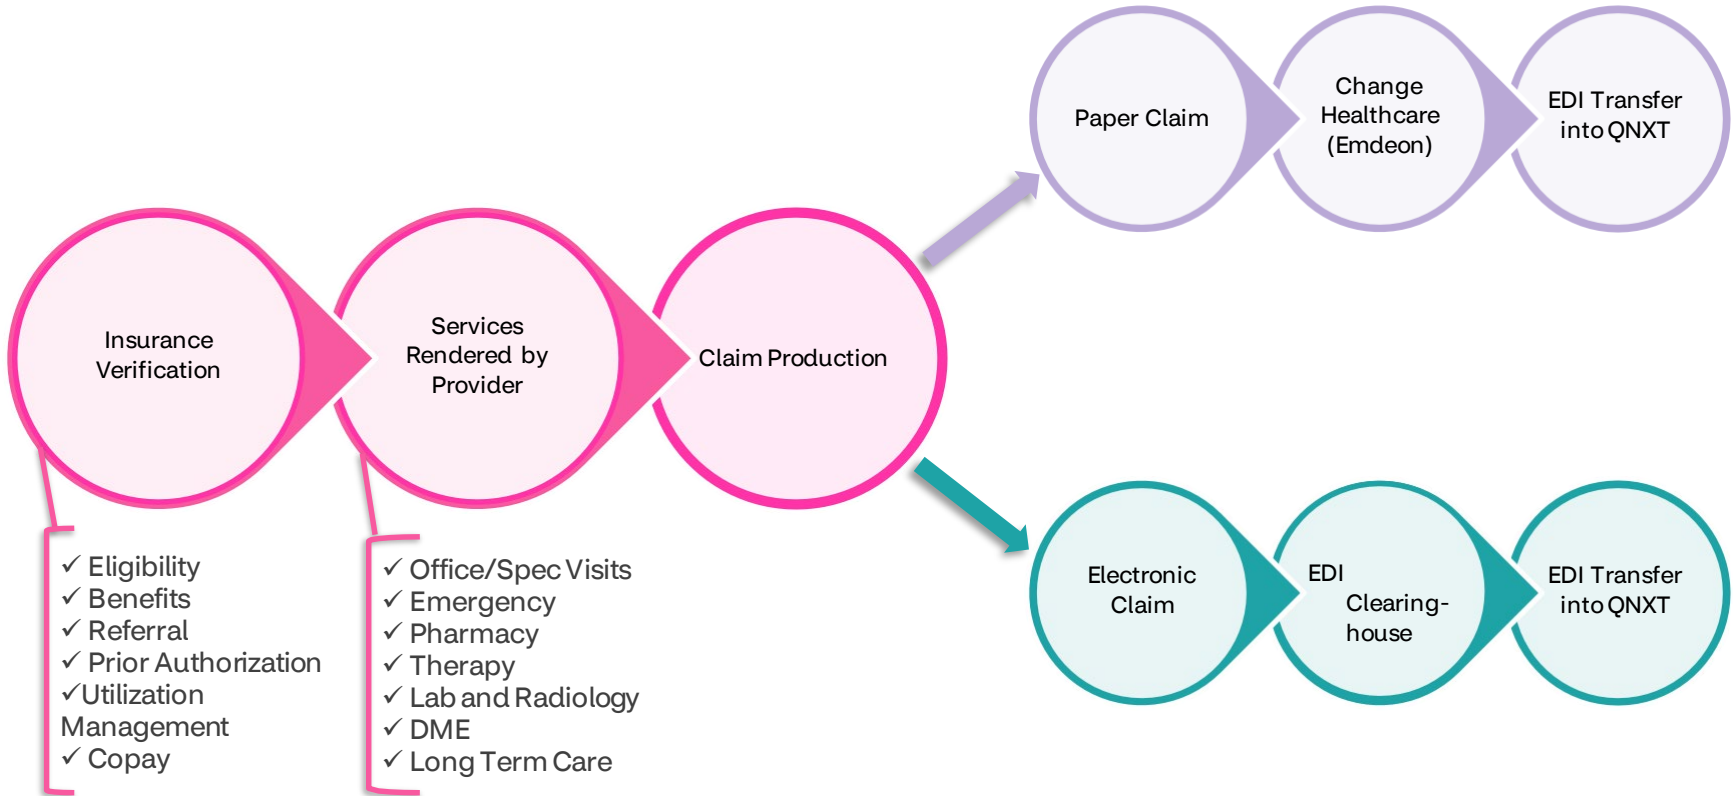 Insurance
Verification
Services
Rendered by
Provider
Claim Production
Paper Claim
Change
Healthcare
(Emdeon)
EDI Transfer
into QNXT
Electronic
Claim
EDI
Clearing-
house
EDI Transfer
into QNXT
✓ Eligibility
✓ Benefits
✓ Referral
✓ Prior Authorization
✓Utilization
Management
✓ Copay
✓ Office/Spec Visits
✓ Emergency
✓ Pharmacy
✓ Therapy
✓ Lab and Radiology
✓ DME
✓ Long Term Care